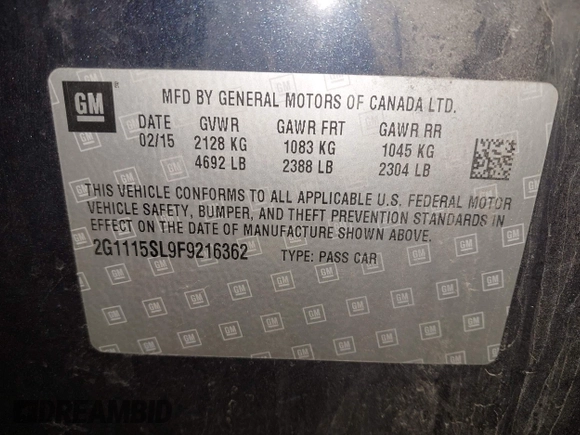 GM
MFD BY GENERAL MOTORS OF CANADA LTD.
DATE GVWR GAWR FRT GAWR RR
02/15 2128 KG 1083 KG 1045 KG
4692 LB 2388 LB 2304 LB
THIS VEHICLE CONFORMS TO ALL APPLICABLE U.S. FEDERAL MOTOR
VEHICLE SAFETY, BUMPER, AND THEFT PREVENTION STANDARDS IN
EFFECT ON THE DATE OF MANUFACTURE SHOWN ABOVE.
2G1115SL9F9216362 TYPE: PASS CAR
DREAMBID